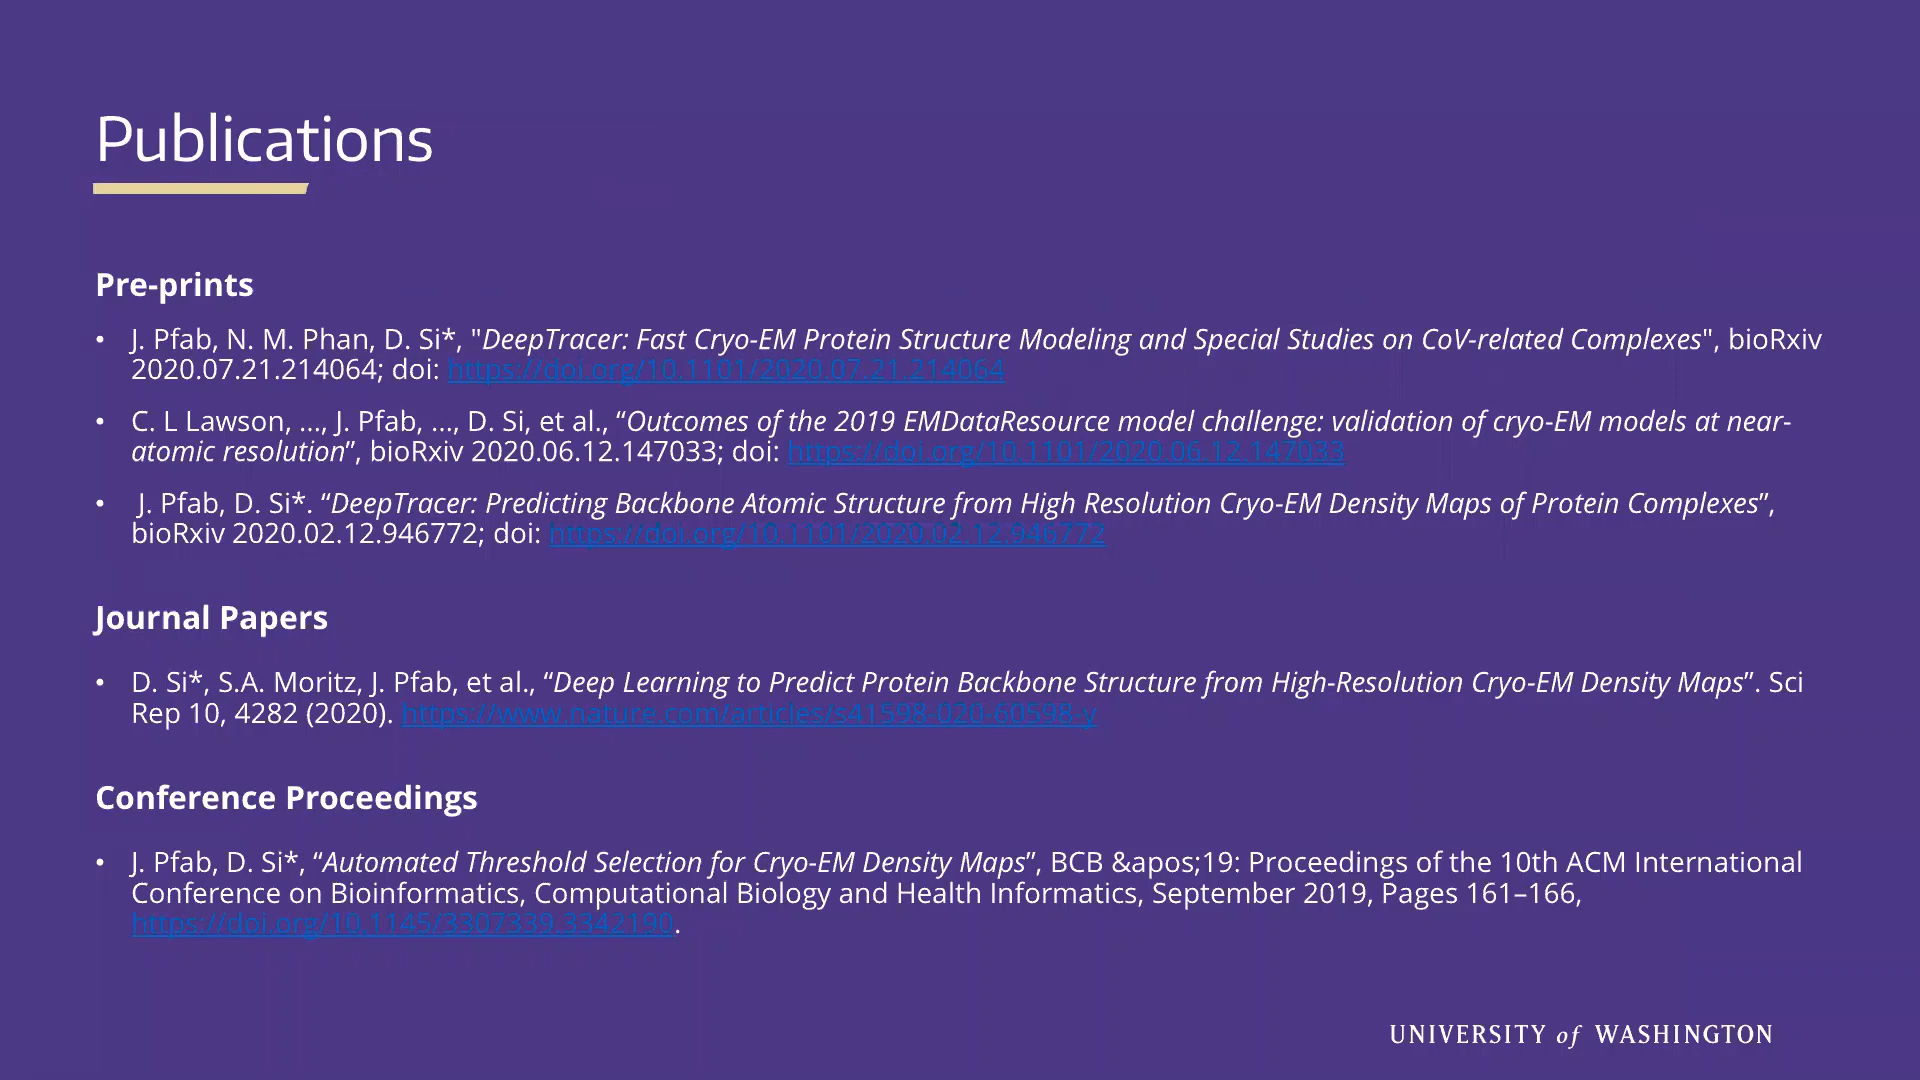 Publications
Pre-prints
• J. Pfab, N. M. Phan, D. Si*, "DeepTracer: Fast Cryo-EM Protein Structure Modeling and Special Studies on CoV-related Complexes", bioRxiv
2020.07.21.214064; doi: https://doi.org/10.1101/2020.07.21.214064
• C. L Lawson, ..., J. Pfab, ..., D. Si, et al., “Outcomes of the 2019 EMDataResource model challenge: validation of cryo-EM models at near-
atomic resolution”, bioRxiv 2020.06.12.147033; doi: https://doi.org/10.1101/2020.06.12.147033
• J. Pfab, D. Si*. “DeepTracer: Predicting Backbone Atomic Structure from High Resolution Cryo-EM Density Maps of Protein Complexes”,
bioRxiv 2020.02.12.946772; doi: https://doi.org/10.1101/2020.02.12.946772
Journal Papers
• D. Si*, S.A. Moritz, J. Pfab, et al., “Deep Learning to Predict Protein Backbone Structure from High-Resolution Cryo-EM Density Maps”. Sci
Rep 10, 4282 (2020). https://www.nature.com/articles/s41598-020-60598-y
Conference Proceedings
• J. Pfab, D. Si*, “Automated Threshold Selection for Cryo-EM Density Maps”, BCB &apos;19: Proceedings of the 10th ACM International
Conference on Bioinformatics, Computational Biology and Health Informatics, September 2019, Pages 161–166,
https://doi.org/10.1145/3307339.3342190.
UNIVERSITY of WASHINGTON